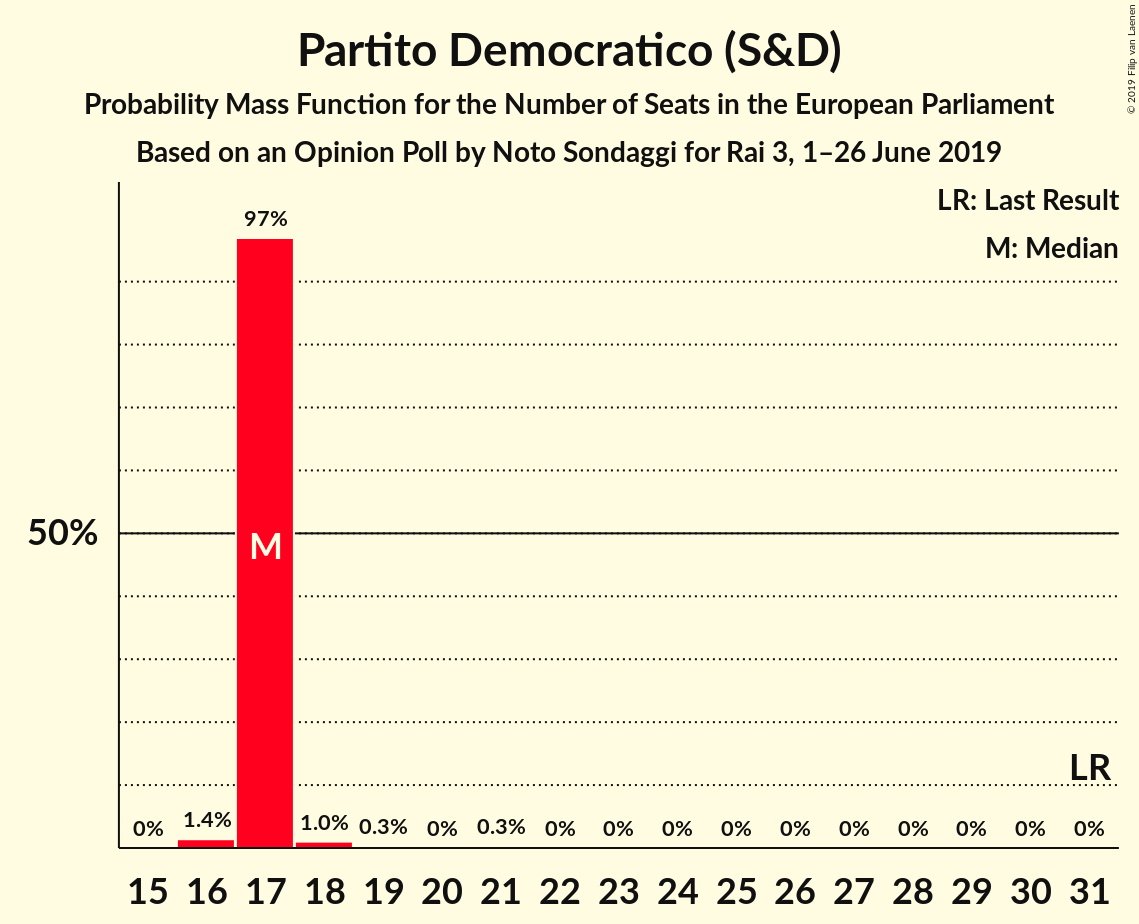 Partito Democratico (S&D)
Probability Mass Function for the Number of Seats in the European Parliament
Based on an Opinion Poll by Noto Sondaggi for Rai 3, 1–26 June 2019
© 2019 Filip van Laenen
LR: Last Result
M: Median
97%
50%
M
LR
0% 1.4% 1.0% 0.3% 0% 0.3% 0% 0% 0% 0% 0% 0% 0% 0% 0% 0%
15 16 17 18 19 20 21 22 23 24 25 26 27 28 29 30 31